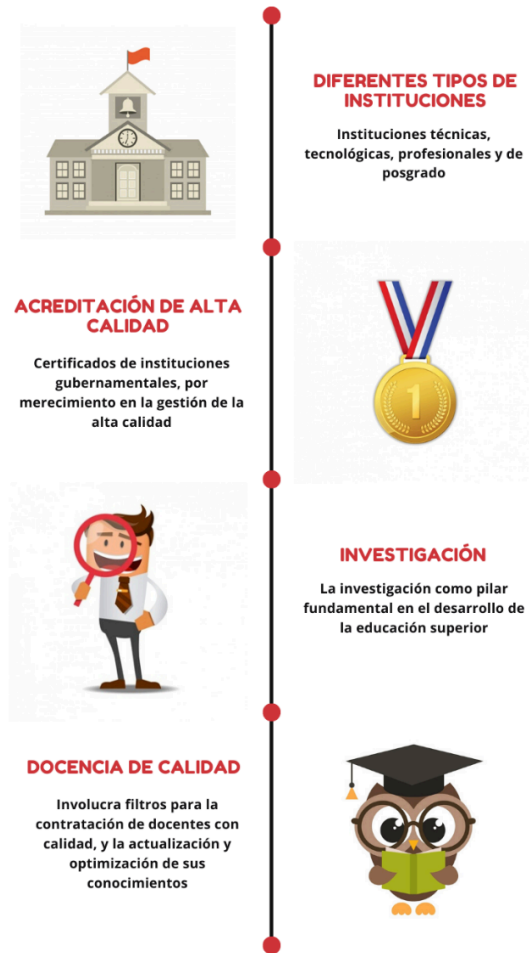 DIFERENTES TIPOS DE
INSTITUCIONES
Instituciones técnicas,
tecnológicas, profesionales y de
posgrado
ACREDITACIÓN DE ALTA
CALIDAD
Certificados de instituciones
gubernamentales, por
merecimiento en la gestión de la
alta calidad
1
INVESTIGACIÓN
La investigación como pilar
fundamental en el desarrollo de
la educación superior
DOCENCIA DE CALIDAD
Involucra filtros para la
contratación de docentes con
calidad, y la actualización y
optimización de sus
conocimientos